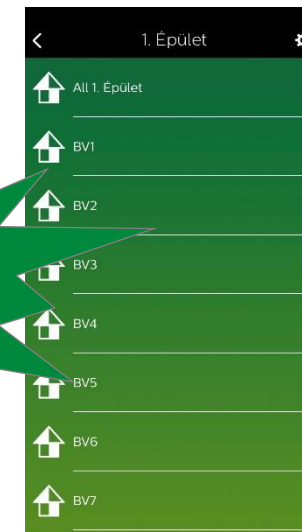 1. Épület
All 1. Épület
BV1
BV2
BV3
BV4
BV5
BV6
BV7